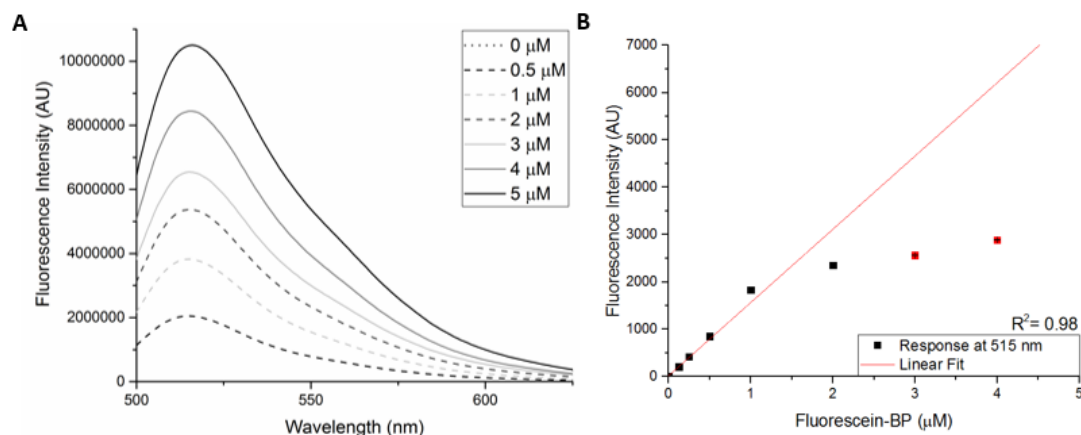 A
Fluorescence Intensity (AU)
10000000
8000000
6000000
4000000
2000000
0
500
550
600
Wavelength (nm)
0 μM
0.5 μM
1 μM
2 μM
3 μM
4 μM
5 μM
B
Fluorescence Intensity (AU)
7000
6000
5000
4000
3000
2000
1000
0
0
1
2
3
4
5
Fluorescein-BP (μM)
R²= 0.98
Response at 515 nm
Linear Fit